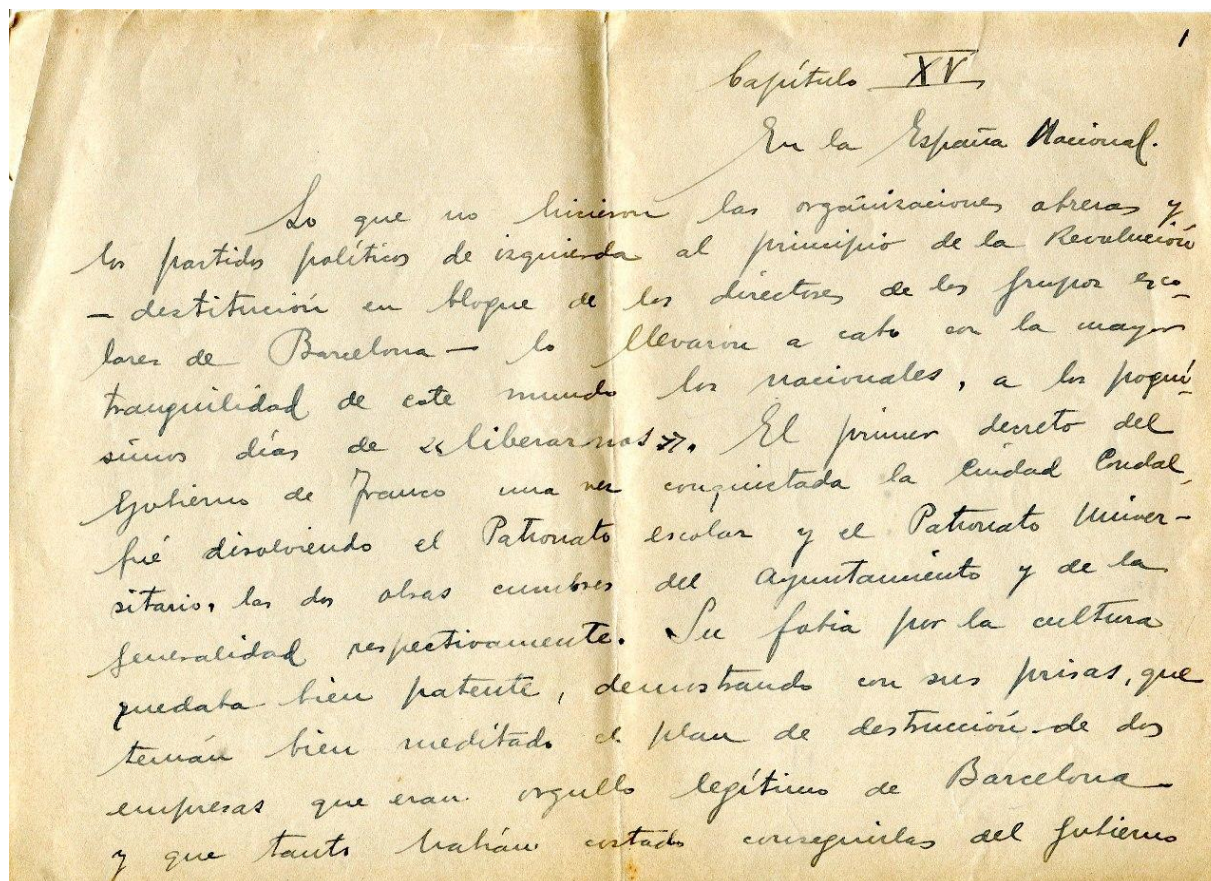 1
Capítulo XV
En la España Nacional.
Lo que no hicieron las organizaciones obreras y
los partidos políticos de izquierda al principio de la Revolución
— destitución en bloque de los directores de los grupos esco-
lares de Barcelona — lo llevaron a cabo con la mayor
tranquilidad de este mundo los nacionales, a los poquí-
simos días de «liberarnos». El primer decreto del
Gobierno de Franco una vez conquistada la Ciudad Condal,
fué disolviendo el Patronato escolar y el Patronato Univer-
sitario, las dos obras cumbres del Ayuntamiento y de la
Generalidad respectivamente. Su fobia por la cultura
quedaba bien patente, demostrando con sus prisas, que
tenían bien meditado el plan de destrucción de dos
empresas que eran orgullo legítimo de Barcelona
y que tanto habían costado conseguirlas del Gobierno